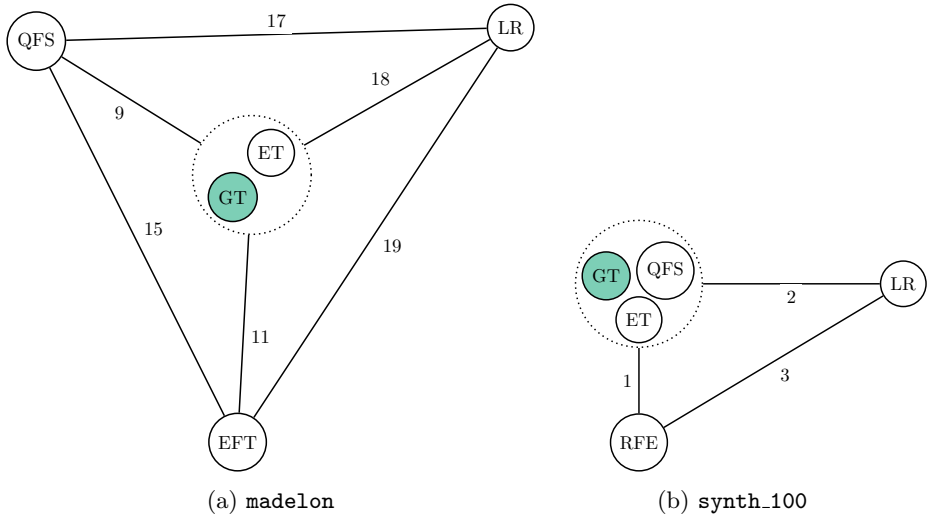 17
QFS
LR
18
9
ET
GT
15
19
11
EFT
(a) madelon
GT
QFS
ET
LR
2
1
3
RFE
(b) synth_100